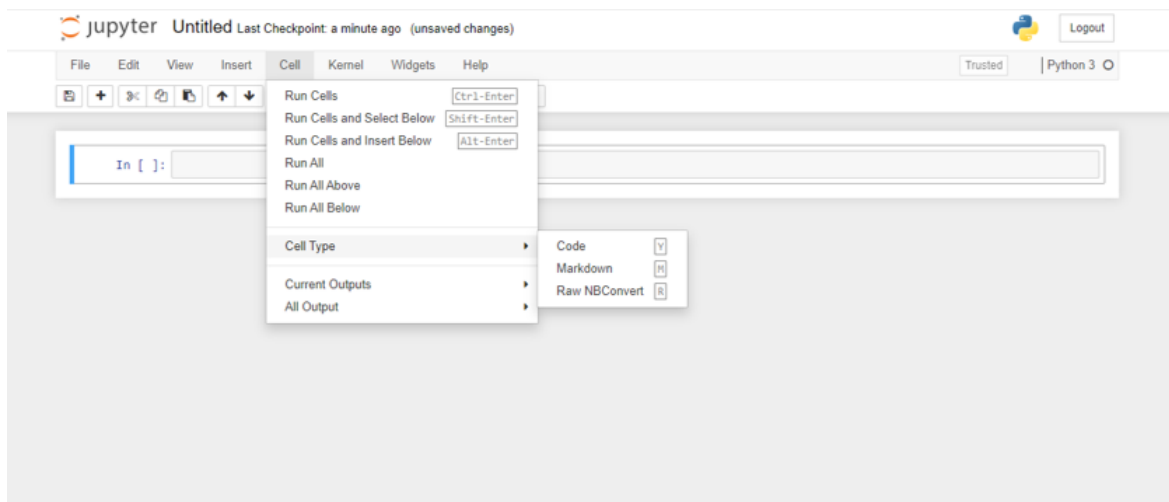 jupyter Untitled Last Checkpoint: a minute ago (unsaved changes) Logout
File Edit View Insert Cell Kernel Widgets Help Trusted Python 3
Run Cells Ctrl-Enter
Run Cells and Select Below Shift-Enter
Run Cells and Insert Below Alt-Enter
In [ ]:
Run All
Run All Above
Run All Below
Cell Type
Code Y
Markdown M
Raw NBConvert R
Current Outputs
All Output